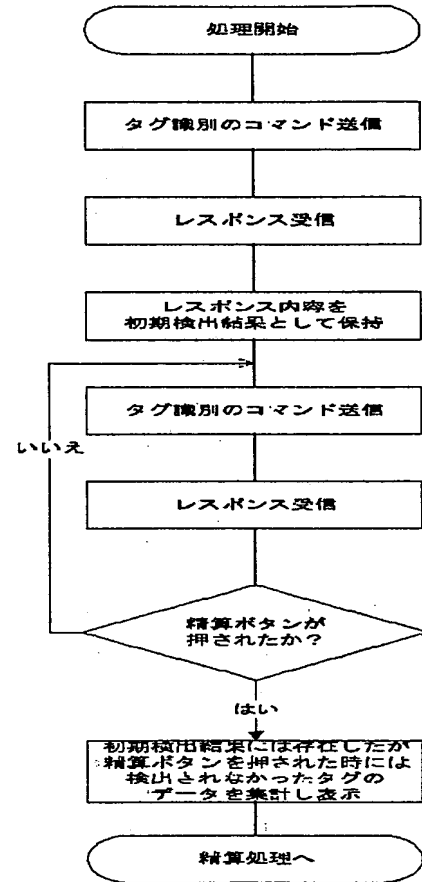 処理開始
タグ識別のコマンド送信
レスポンス受信
レスポンス内容を
初期検出結果として保持
タグ識別のコマンド送信
いいえ
レスポンス受信
精算ボタンが
押されたか?
はい
初期検出結果には存在したが
精算ボタンを押された時には
検出されなかったタグの
データを集計し表示
精算処理へ